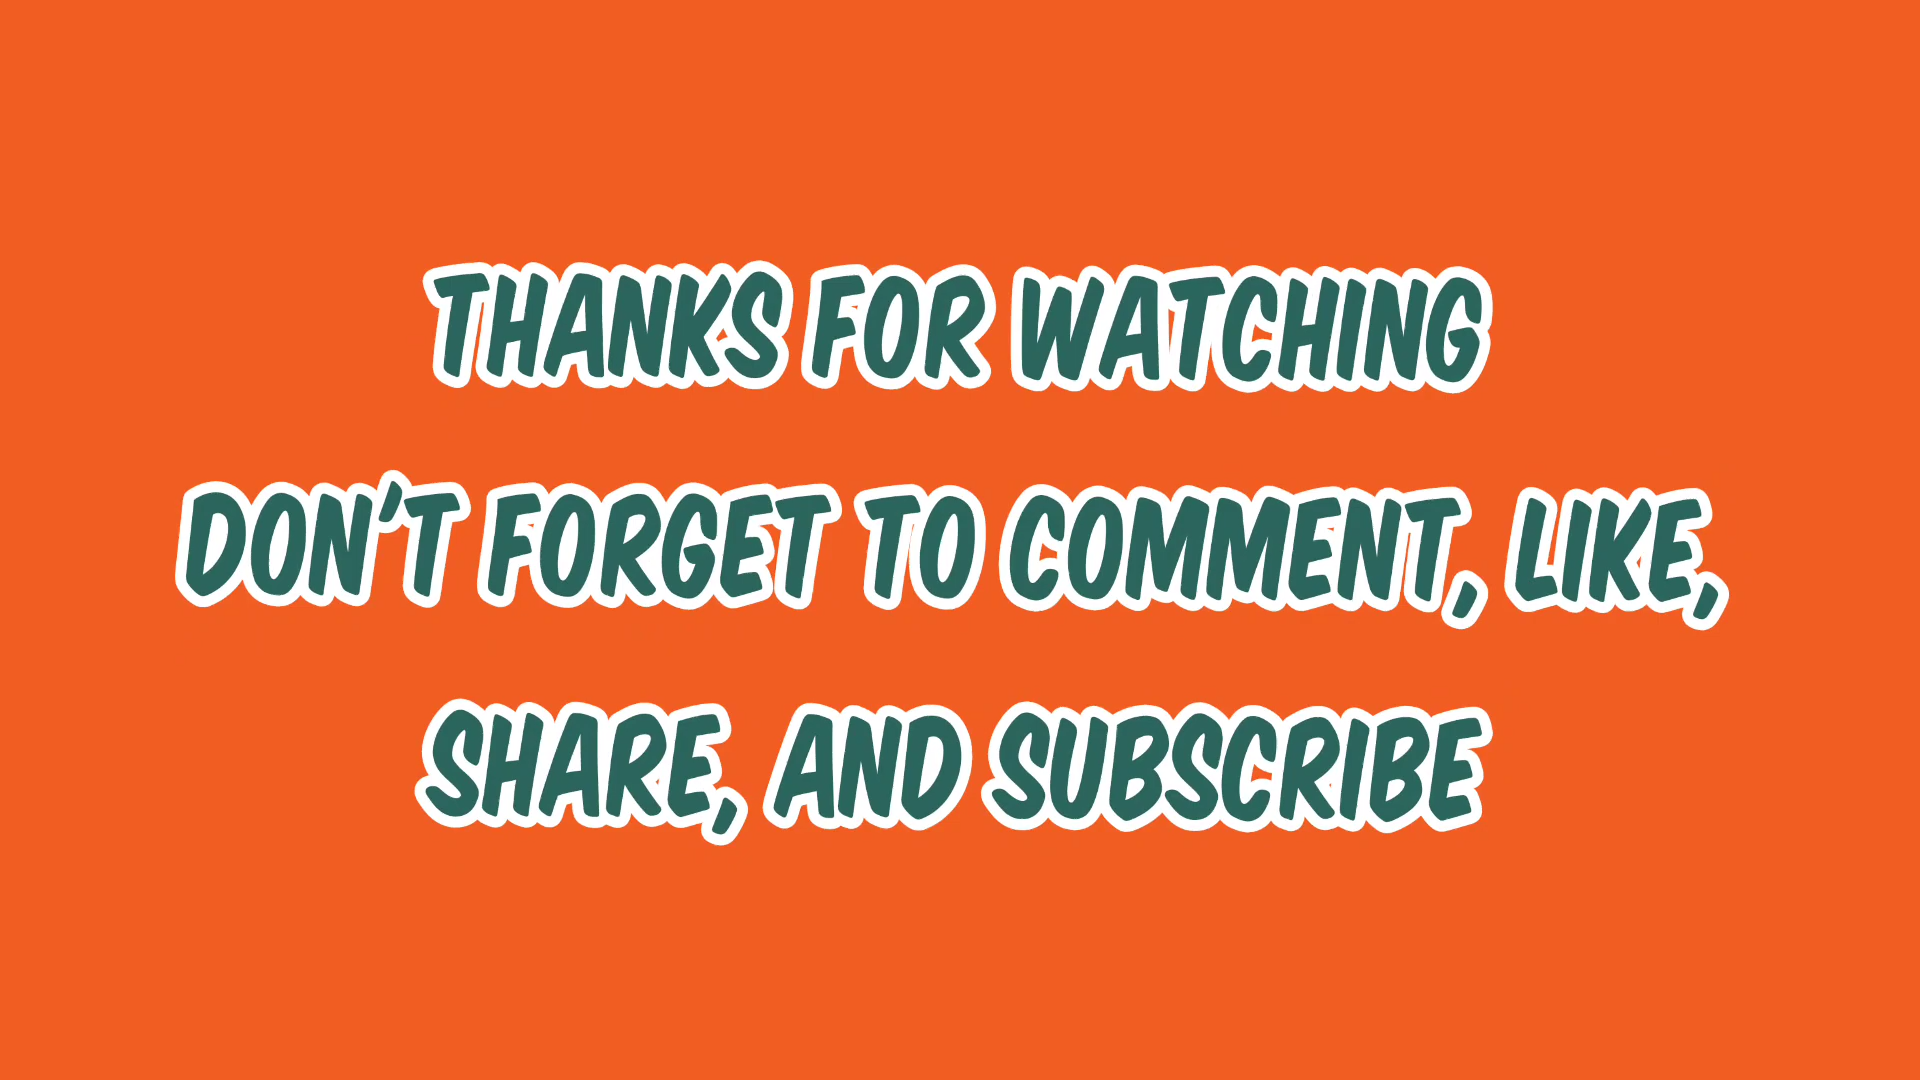 THANKS FOR WATCHING
DON'T FORGET TO COMMENT, LIKE,
SHARE, AND SUBSCRIBE